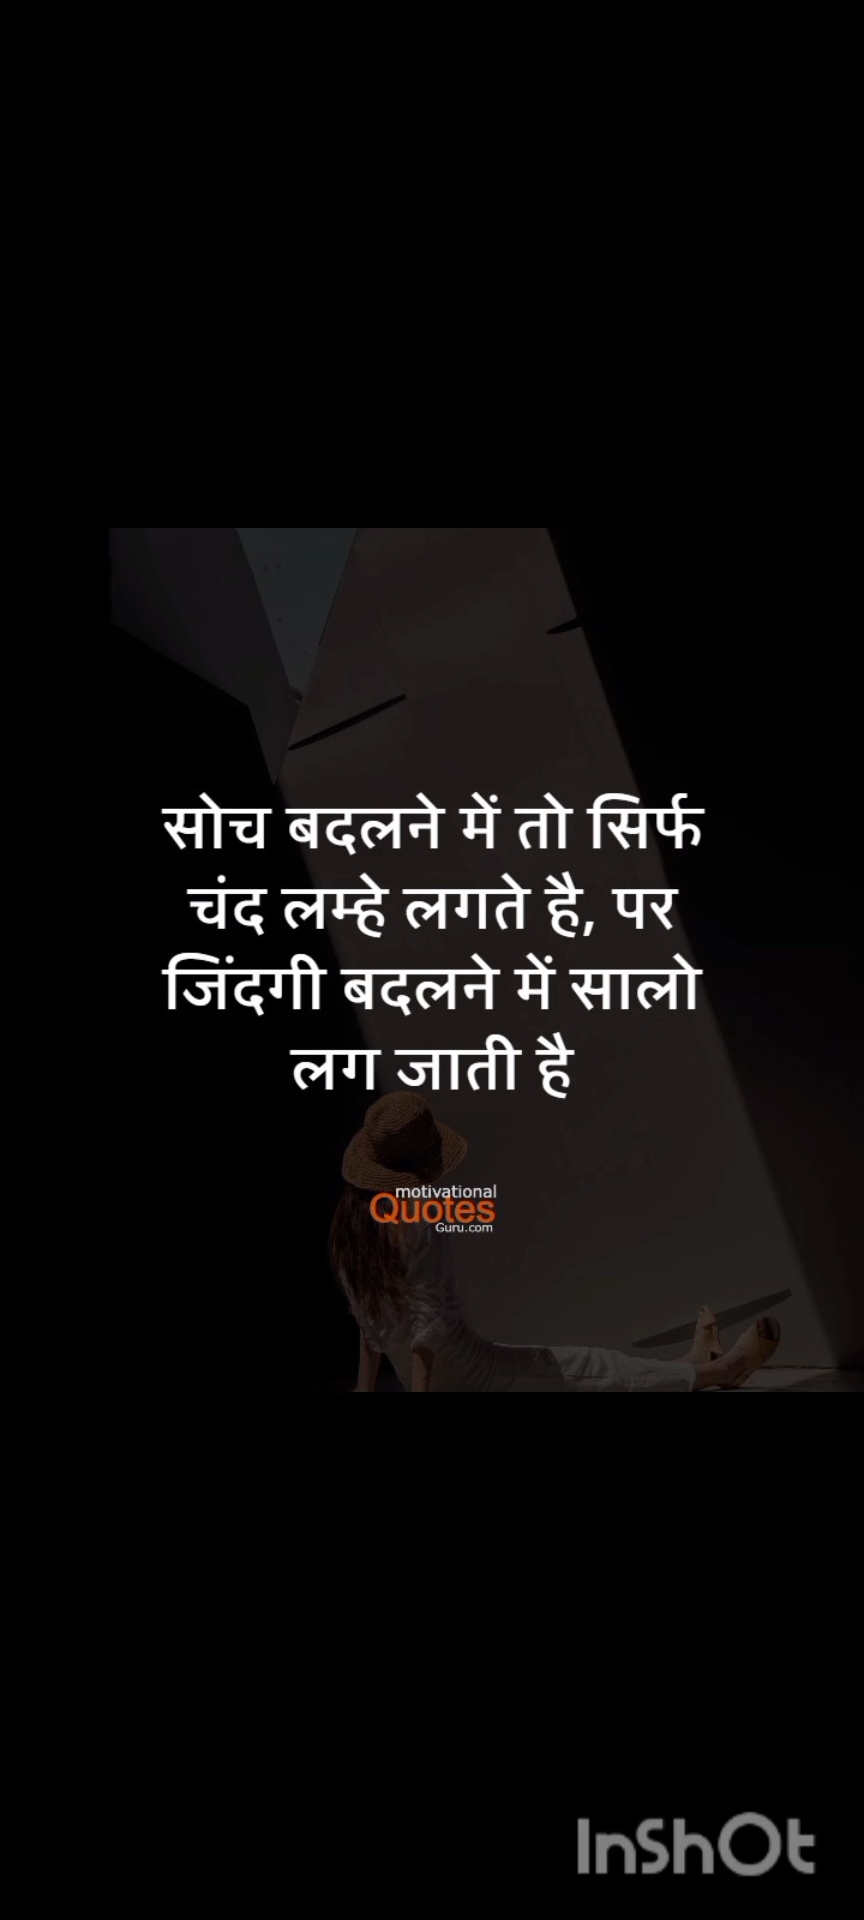 सोच बदलने में तो सिर्फ
चंद लम्हे लगते है, पर
जिंदगी बदलने में सालो
लग जाती है
motivational
Quotes
Guru.com
InShOt